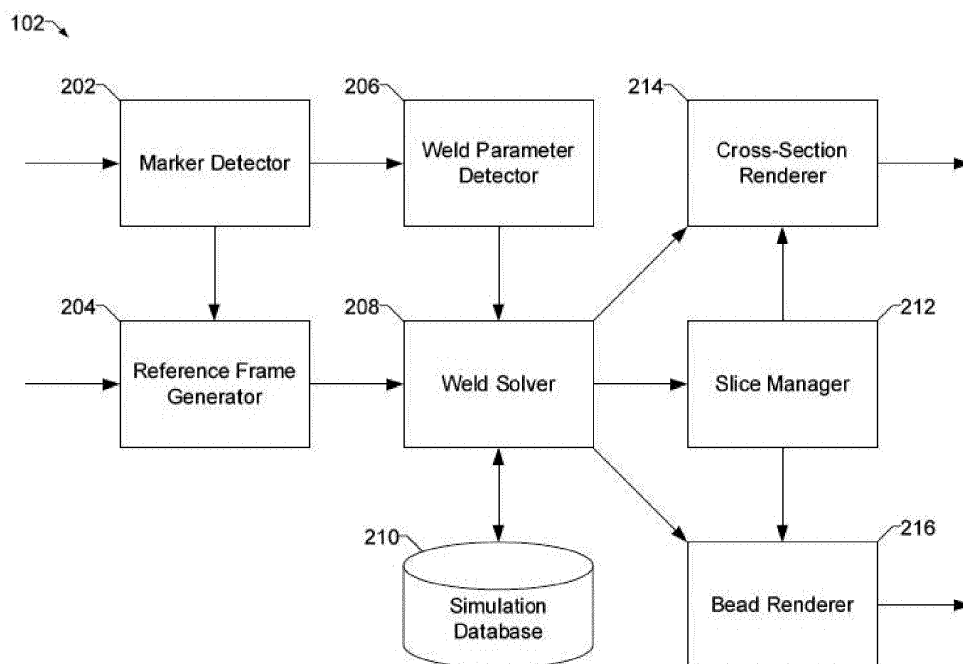 102
202
206
214
Marker Detector
Weld Parameter
Detector
Cross-Section
Renderer
204
208
212
Reference Frame
Generator
Weld Solver
Slice Manager
210
216
Simulation
Database
Bead Renderer